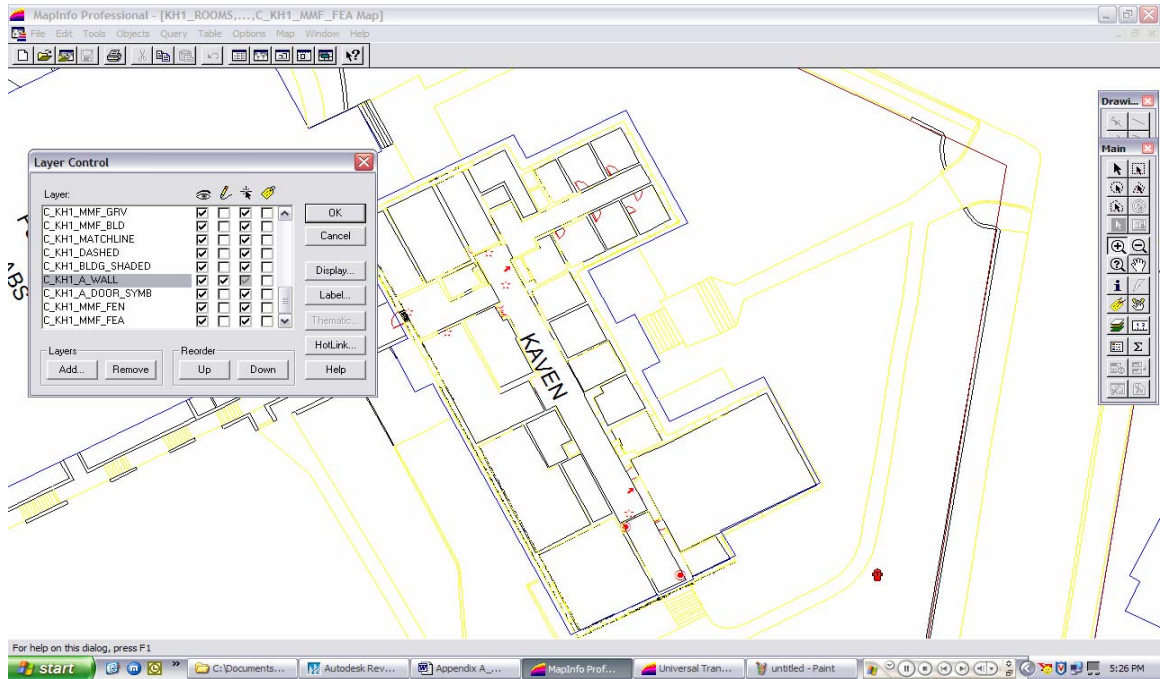 MapInfo Professional - [KH1_ROOMS,...,C_KH1_MMF_FEA Map]
File Edit Tools Objects Query Table Options Map Window Help
Drawi...
Main
Layer Control
Layer:
C_KH1_MMF_GRV
C_KH1_MMF_BLD
C_KH1_MATCHLINE
C_KH1_DASHED
C_KH1_BLDG_SHADED
C_KH1_A_WALL
C_KH1_A_DOOR_SYMB
C_KH1_MMF_FEN
C_KH1_MMF_FEA
OK
Cancel
Display...
Label...
Thematic...
HotLink...
Help
Layers
Add... Remove
Reorder
Up Down
KAVEN
For help on this dialog, press F1
start C:\Documents... Autodesk Rev... Appendix A_... MapInfo Prof... Universal Tran... untitled - Paint 5:26 PM